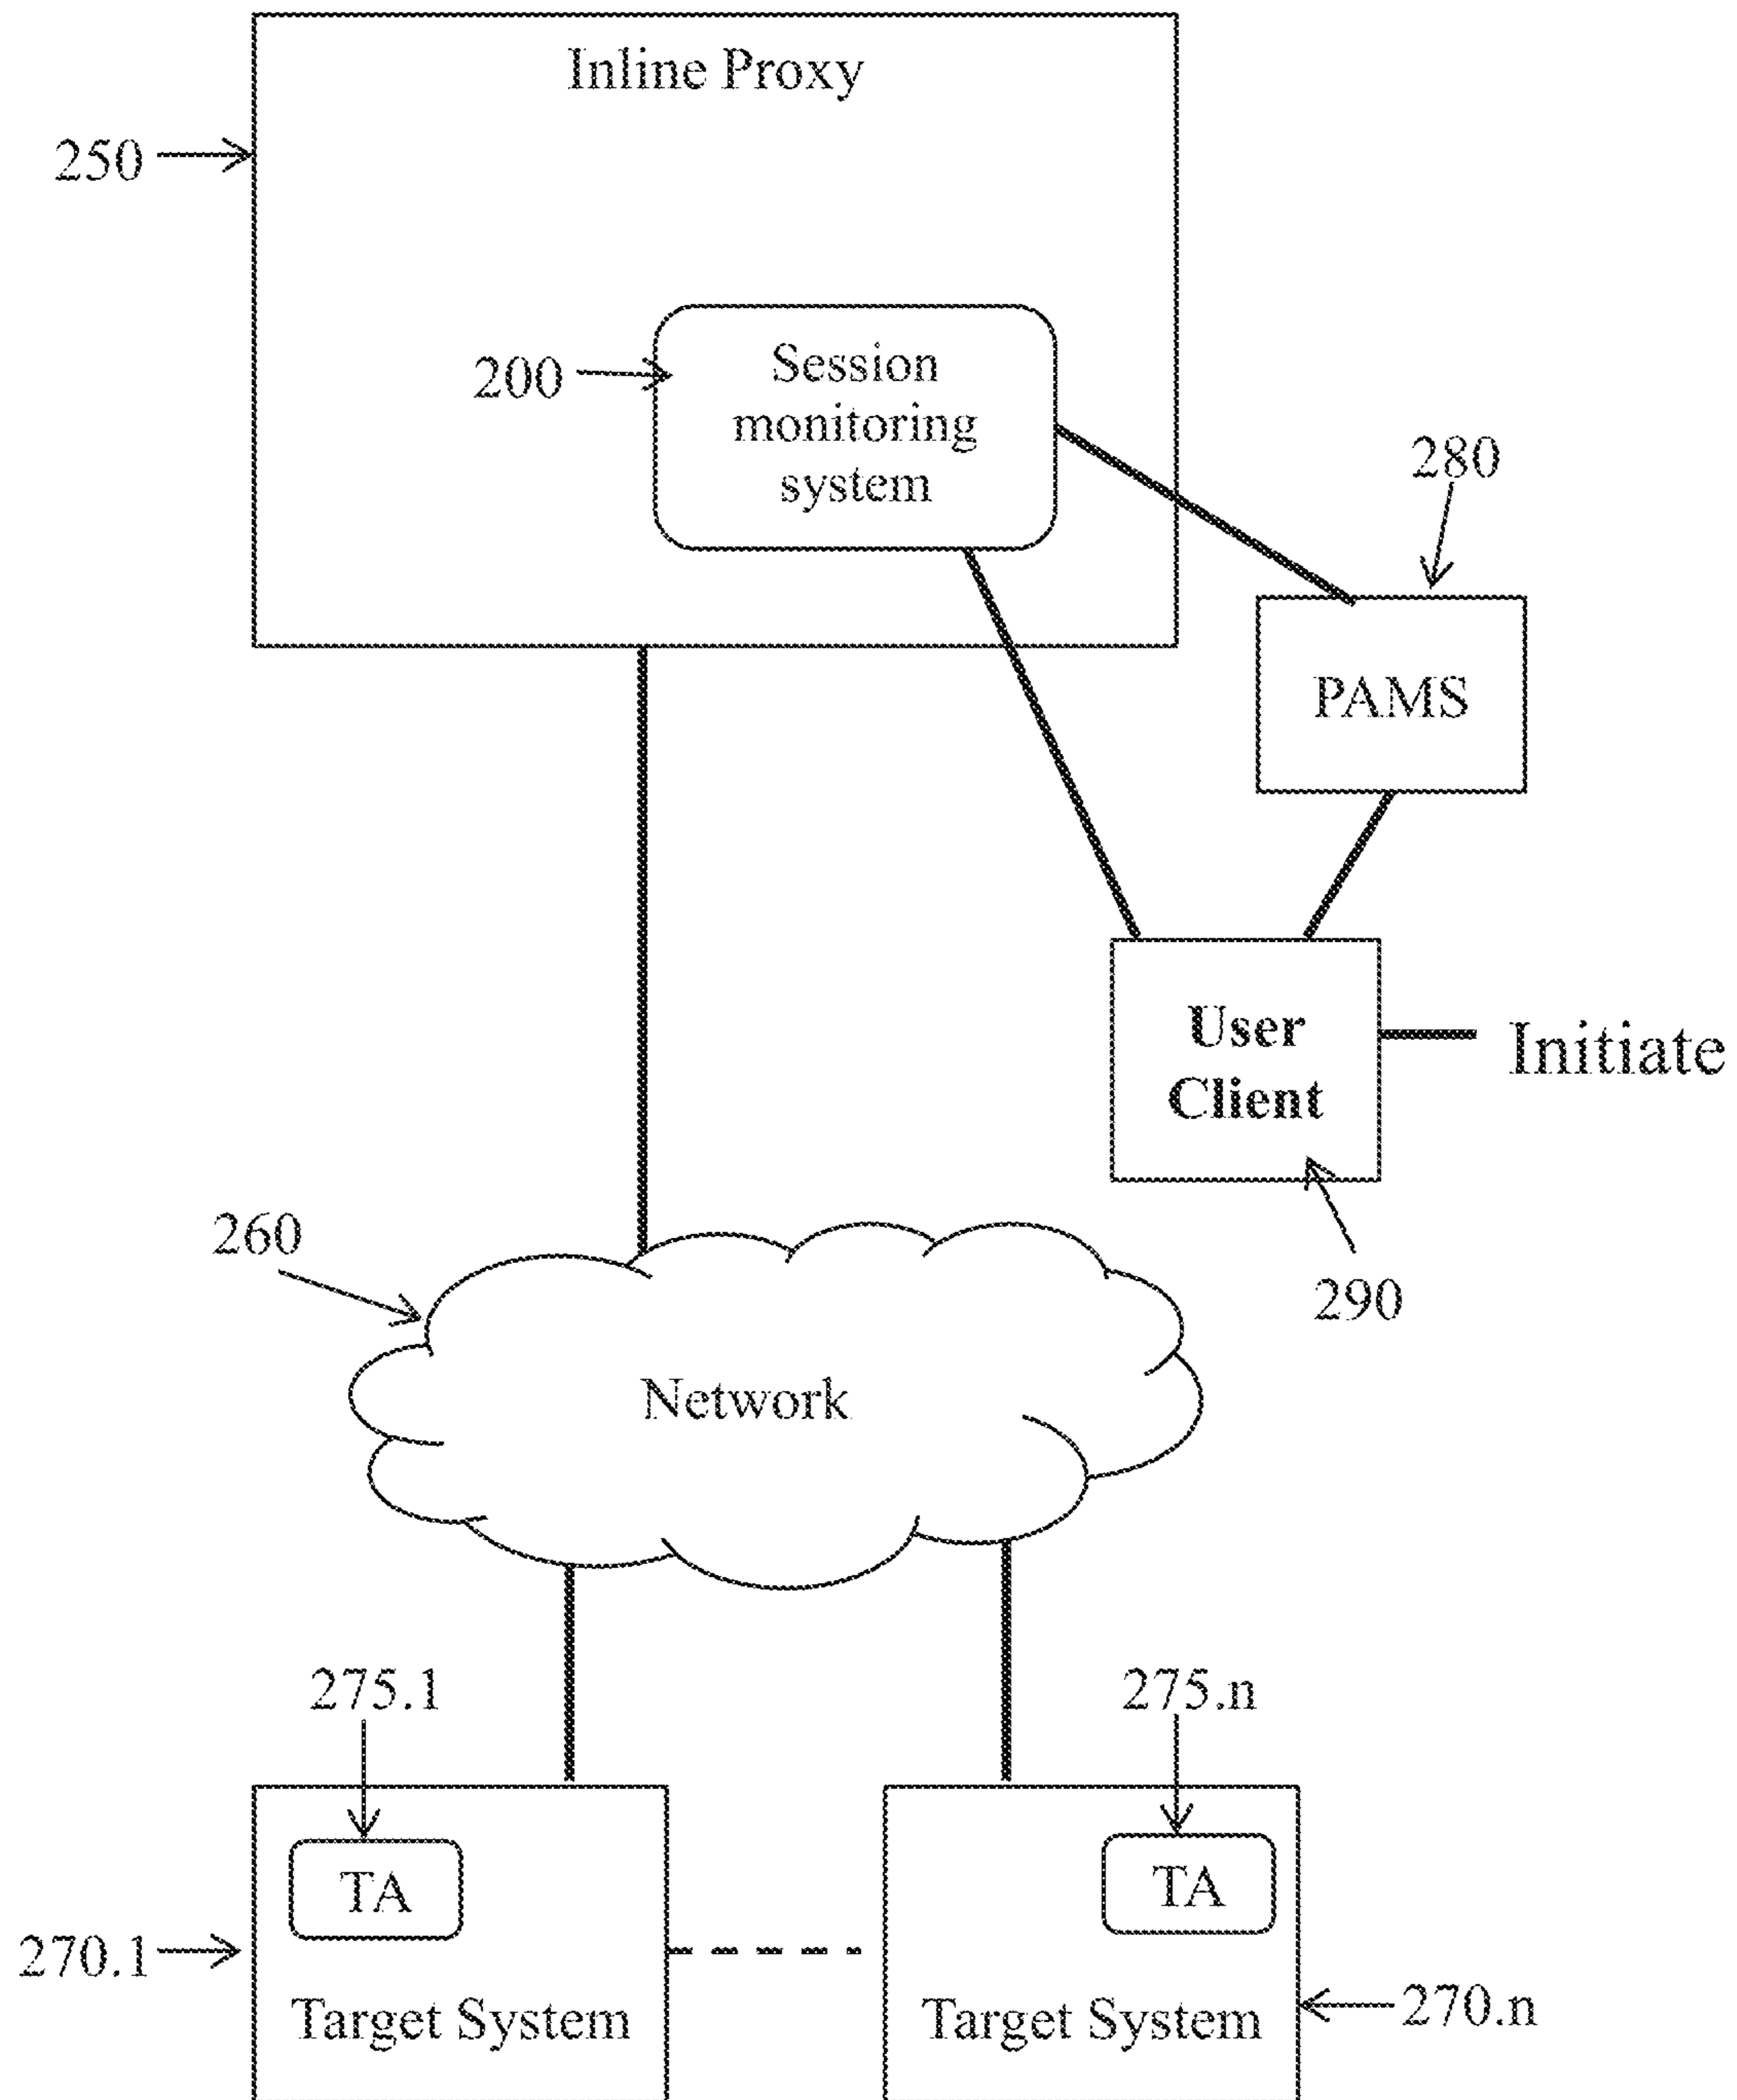 Inline Proxy
250
200
Session
monitoring
system
280
PAMS
User
Client
Initiate
260
290
Network
275.1
275.n
TA
TA
270.1
Target System
Target System
270.n